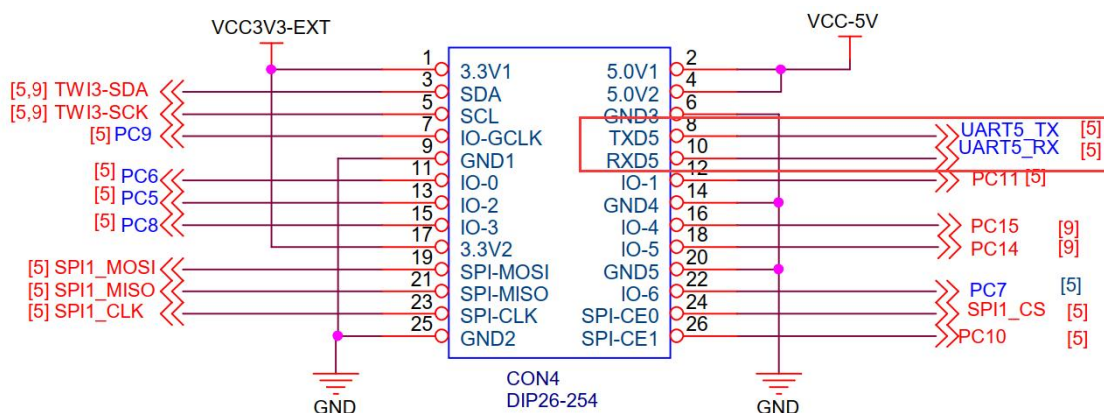 VCC3V3-EXT
VCC-5V
1 3.3V1 5.0V1 2
[5,9] TWI3-SDA 3 SDA 5.0V2 4
[5,9] TWI3-SCK 5 SCL GND3 6
[5] PC9 7 IO-GCLK TXD5 8 UART5_TX [5]
9 GND1 RXD5 10 UART5_RX [5]
[5] PC6 11 IO-0 IO-1 12 PC11 [5]
[5] PC5 13 IO-2 GND4 14
[5] PC8 15 IO-3 IO-4 16 PC15 [9]
17 3.3V2 IO-5 18 PC14 [9]
[5] SPI1_MOSI 19 SPI-MOSI GND5 20
[5] SPI1_MISO 21 SPI-MISO IO-6 22 PC7 [5]
[5] SPI1_CLK 23 SPI-CLK SPI-CE0 24 SPI1_CS [5]
25 GND2 SPI-CE1 26 PC10 [5]
CON4
DIP26-254
GND
GND